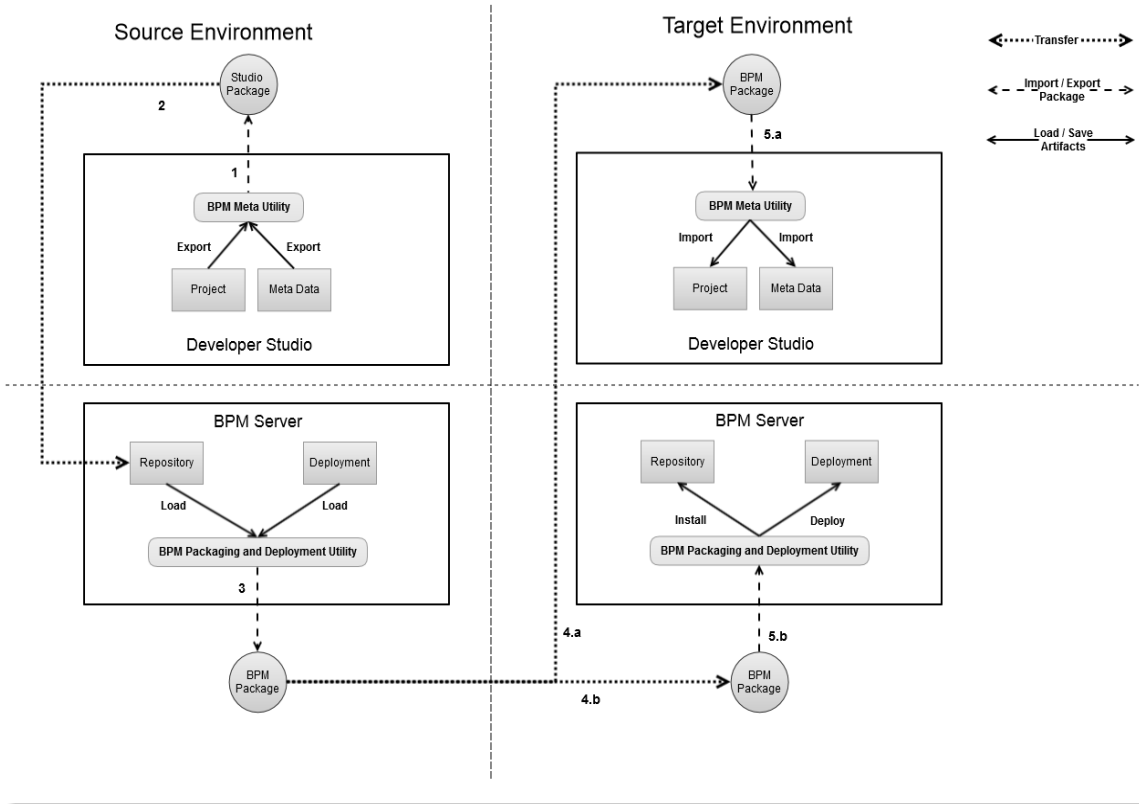 Source Environment
Target Environment
Transfer
Import / Export
Package
Load / Save
Artifacts
Studio
Package
2
1
BPM Meta Utility
Export
Export
Project
Meta Data
Developer Studio
BPM
Package
5.a
BPM Meta Utility
Import
Import
Project
Meta Data
Developer Studio
BPM Server
Repository
Deployment
Load
Load
BPM Packaging and Deployment Utility
3
BPM
Package
4.a
4.b
BPM Server
Repository
Deployment
Install
Deploy
BPM Packaging and Deployment Utility
5.b
BPM
Package